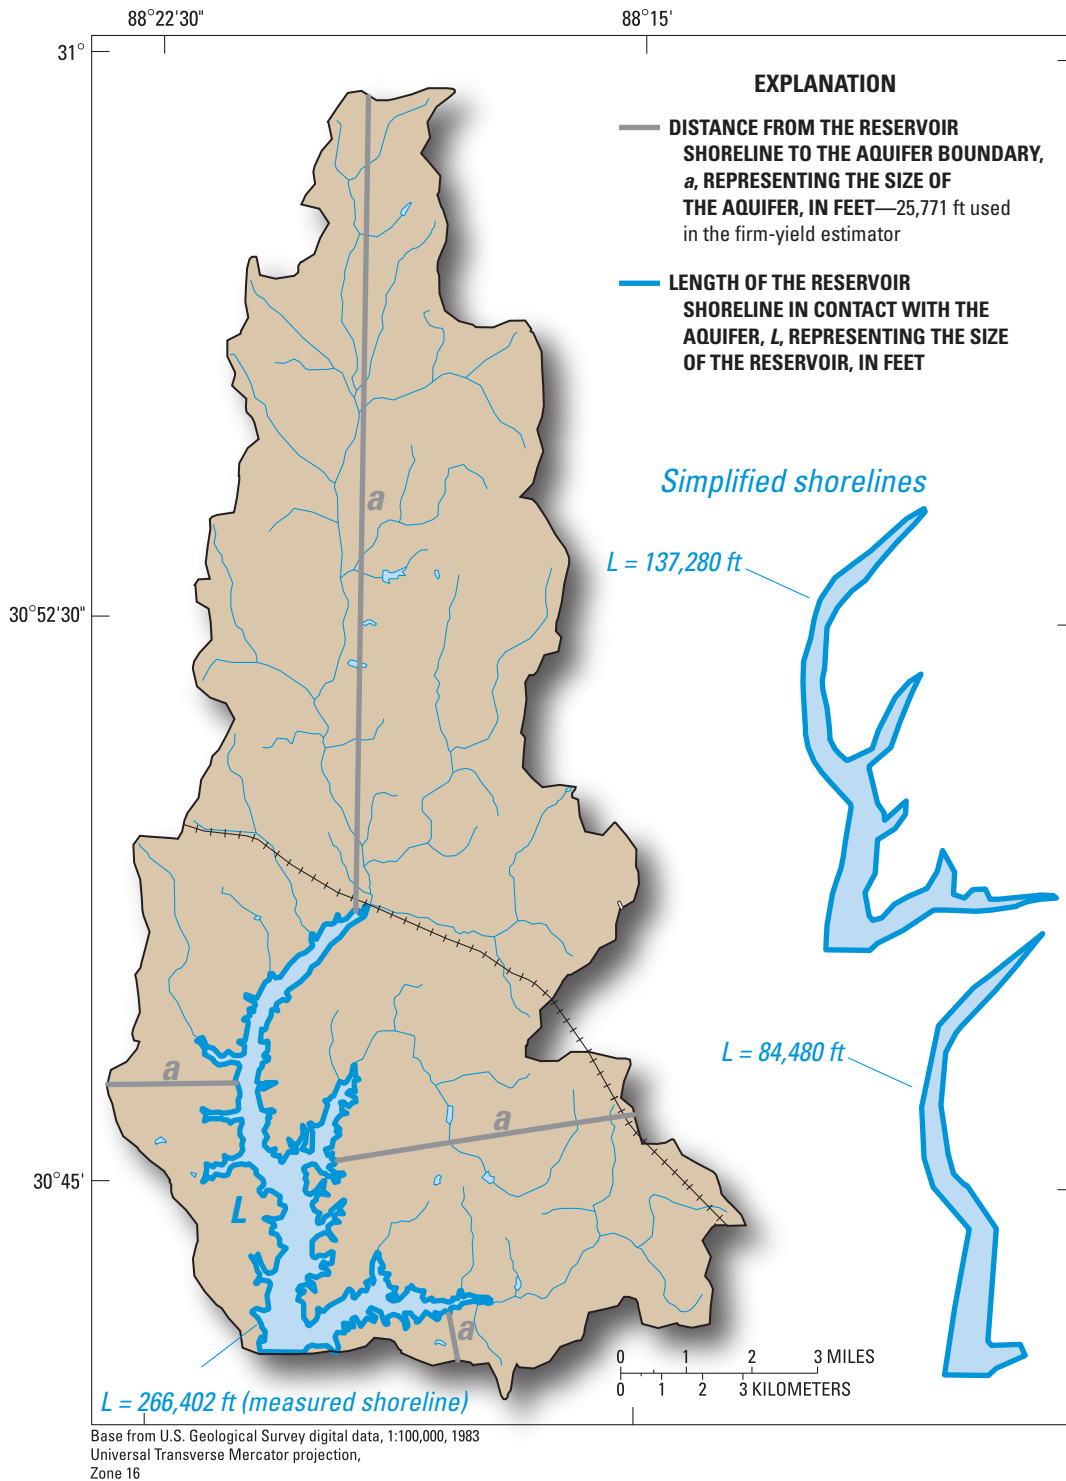 88°22'30"
88°15'
31°
EXPLANATION
DISTANCE FROM THE RESERVOIR
SHORELINE TO THE AQUIFER BOUNDARY,
a, REPRESENTING THE SIZE OF
THE AQUIFER, IN FEET—25,771 ft used
in the firm-yield estimator
LENGTH OF THE RESERVOIR
SHORELINE IN CONTACT WITH THE
AQUIFER, L, REPRESENTING THE SIZE
OF THE RESERVOIR, IN FEET
a
Simplified shorelines
L = 137,280 ft
30°52'30"
L = 84,480 ft
a
a
30°45'
L
a
0 1 2 3 MILES
0 1 2 3 KILOMETERS
L = 266,402 ft (measured shoreline)
Base from U.S. Geological Survey digital data, 1:100,000, 1983
Universal Transverse Mercator projection,
Zone 16